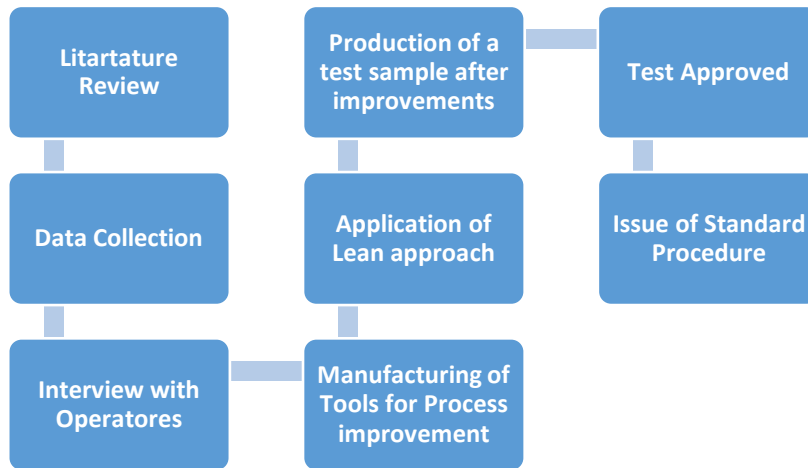 Litartature
Review
Data Collection
Interview with
Operatores
Manufacturing of
Tools for Process
improvement
Application of
Lean approach
Production of a
test sample after
improvements
Test Approved
Issue of Standard
Procedure